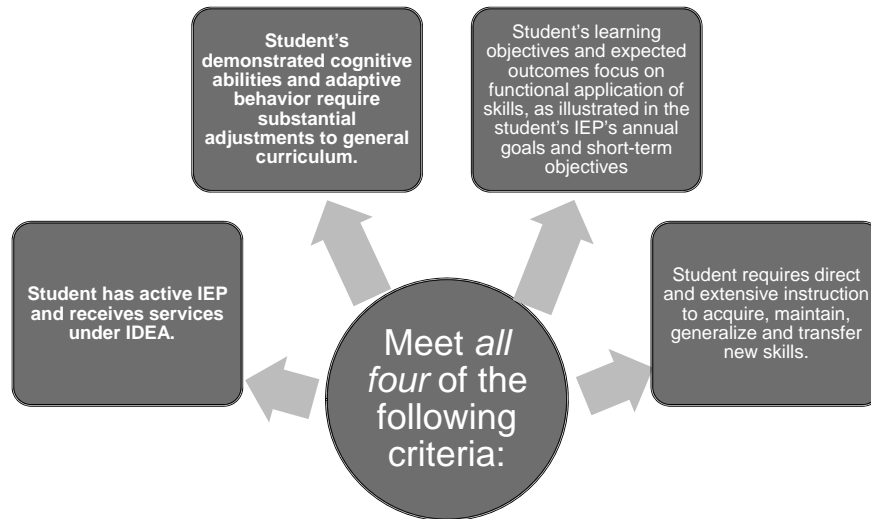 Student’s
demonstrated cognitive
abilities and adaptive
behavior require
substantial
adjustments to general
curriculum.
Student’s learning
objectives and expected
outcomes focus on
functional application of
skills, as illustrated in the
student’s IEP’s annual
goals and short-term
objectives
Student has active IEP
and receives services
under IDEA.
Student requires direct
and extensive instruction
to acquire, maintain,
generalize and transfer
new skills.
Meet all
four of the
following
criteria: